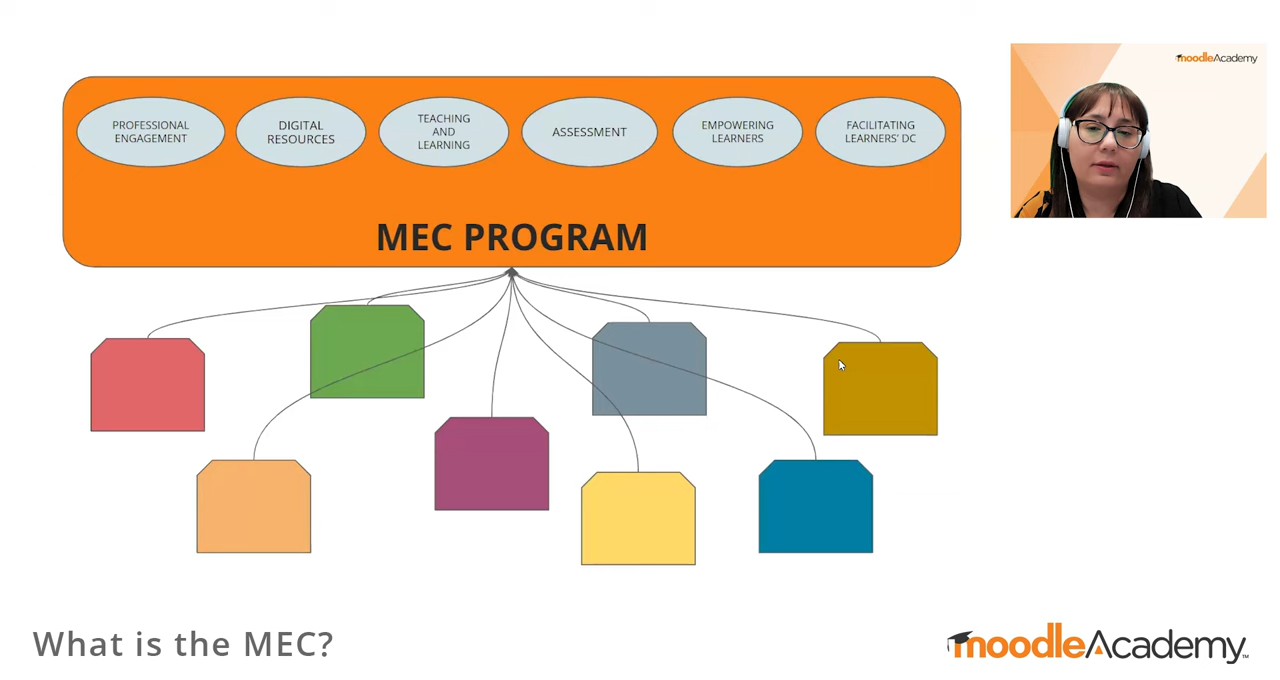 moodleAcademy
PROFESSIONAL
ENGAGEMENT
DIGITAL
RESOURCES
TEACHING
AND
LEARNING
ASSESSMENT
EMPOWERING
LEARNERS
FACILITATING
LEARNERS' DC
MEC PROGRAM
What is the MEC?
moodleAcademy™